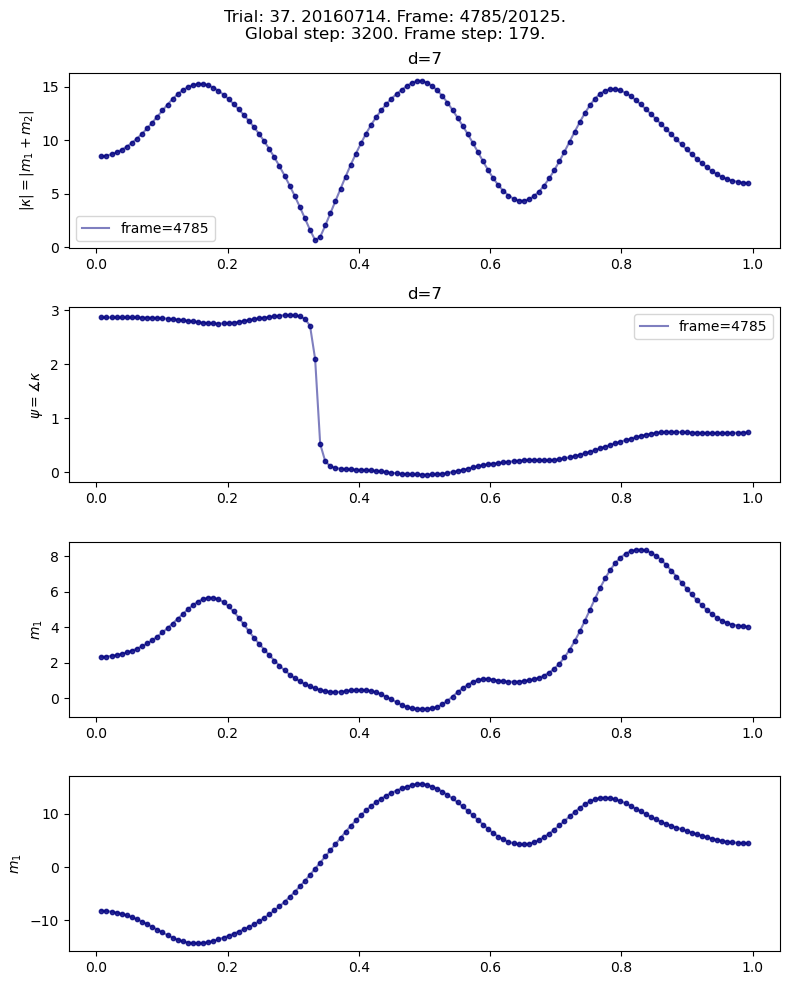 Trial: 37. 20160714. Frame: 4785/20125.
Global step: 3200. Frame step: 179.
d=7
|κ| = |m₁ + m₂|
15
10
5
0
frame=4785
0.0 0.2 0.4 0.6 0.8 1.0
d=7
ψ = ∡κ
3
2
1
0
frame=4785
0.0 0.2 0.4 0.6 0.8 1.0
m₁
8
6
4
2
0
0.0 0.2 0.4 0.6 0.8 1.0
m₁
10
0
−10
0.0 0.2 0.4 0.6 0.8 1.0